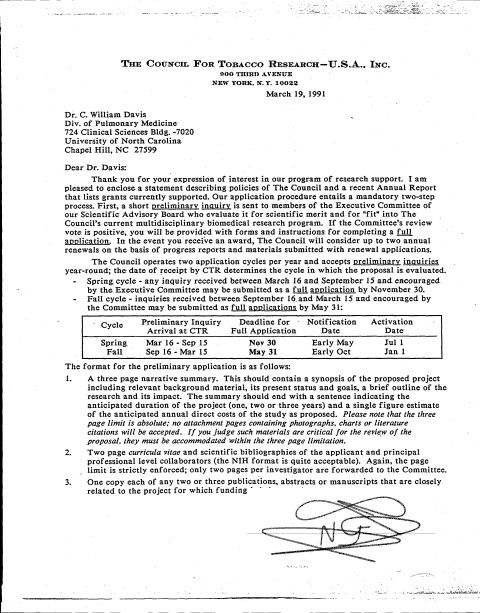 THE COUNCIL FOR TOBACCO RESEARCH—U.S.A., INC.
900 THIRD AVENUE
NEW YORK, N.Y. 10022
March 19, 1991
Dr. C. William Davis
Div. of Pulmonary Medicine
724 Clinical Sciences Bldg. -7020
University of North Carolina
Chapel Hill, NC 27599
Dear Dr. Davis:
Thank you for your expression of interest in our program of research support. I am
pleased to enclose a statement describing policies of The Council and a recent Annual Report
that lists grants currently supported. Our application procedure entails a mandatory two-step
process. First, a short preliminary inquiry is sent to members of the Executive Committee of
our Scientific Advisory Board who evaluate it for scientific merit and for "fit" into The
Council's current multidisciplinary biomedical research program. If the Committee's review
vote is positive, you will be provided with forms and instructions for completing a full
application. In the event you receive an award, The Council will consider up to two annual
renewals on the basis of progress reports and materials submitted with renewal applications.
The Council operates two application cycles per year and accepts preliminary inquiries
year-round; the date of receipt by CTR determines the cycle in which the proposal is evaluated.
- Spring cycle - any inquiry received between March 16 and September 15 and encouraged
by the Executive Committee may be submitted as a full application by November 30.
- Fall cycle - inquiries received between September 16 and March 15 and encouraged by
the Committee may be submitted as full applications by May 31:
Cycle Preliminary Inquiry Deadline for Notification Activation
Arrival at CTR Full Application Date Date
Spring Mar 16 - Sep 15 Nov 30 Early May Jul 1
Fall Sep 16 - Mar 15 May 31 Early Oct Jan 1
The format for the preliminary application is as follows:
1. A three page narrative summary. This should contain a synopsis of the proposed project
including relevant background material, its present status and goals, a brief outline of the
research and its impact. The summary should end with a sentence indicating the
anticipated duration of the project (one, two or three years) and a single figure estimate
of the anticipated annual direct costs of the study as proposed. Please note that the three
page limit is absolute; no attachment pages containing photographs, charts or literature
citations will be accepted. If you judge such materials are critical for the review of the
proposal, they must be accommodated within the three page limitation.
2. Two page curricula vitae and scientific bibliographies of the applicant and principal
professional level collaborators (the NIH format is quite acceptable). Again, the page
limit is strictly enforced; only two pages per investigator are forwarded to the Committee.
3. One copy each of any two or three publications, abstracts or manuscripts that are closely
related to the project for which funding